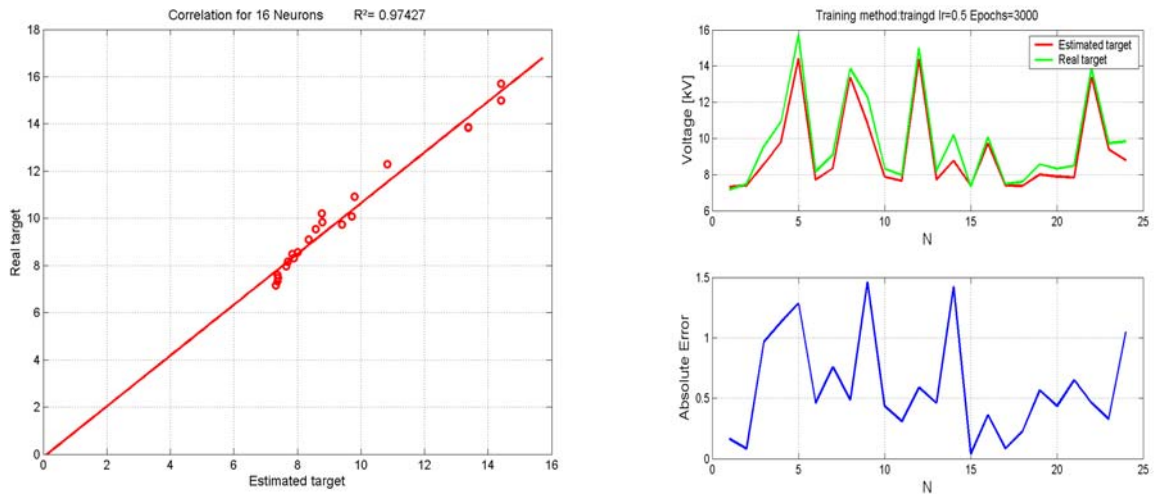 Correlation for 16 Neurons R²= 0.97427
18
16
14
12
10
8
6
4
2
0
Real target
0 2 4 6 8 10 12 14 16
Estimated target
Training method:traingd lr=0.5 Epochs=3000
16
14
12
10
8
6
Voltage [kV]
Estimated target
Real target
0 5 10 15 20 25
N
1.5
1
0.5
0
Absolute Error
0 5 10 15 20 25
N